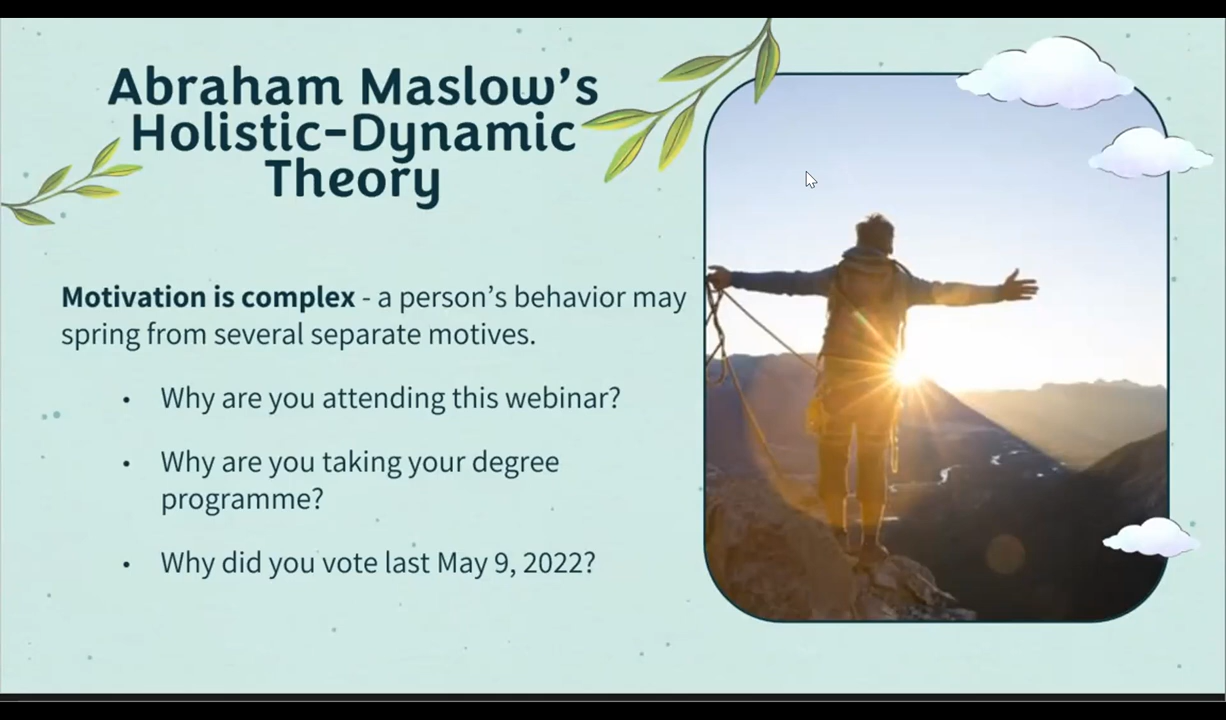 Abraham Maslow's
Holistic-Dynamic
Theory
Motivation is complex - a person's behavior may
spring from several separate motives.
• Why are you attending this webinar?
• Why are you taking your degree
programme?
• Why did you vote last May 9, 2022?